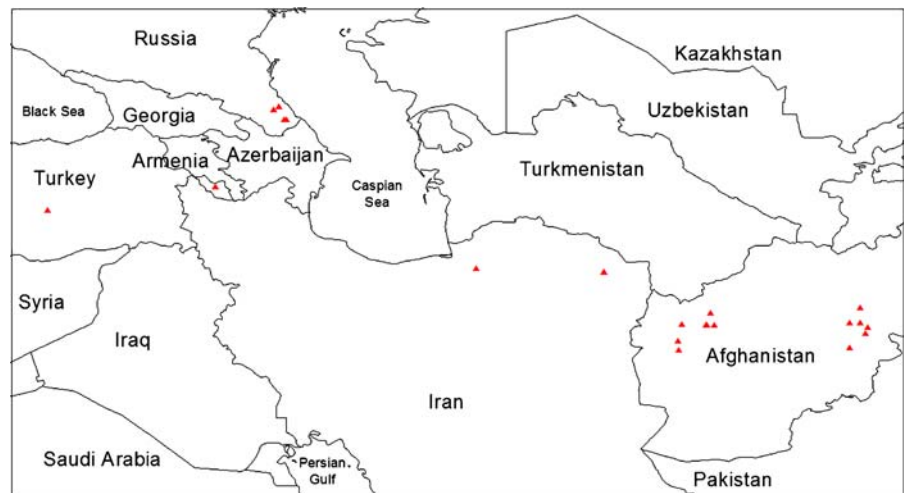 Russia
Kazakhstan
Black Sea
Georgia
Uzbekistan
Armenia
Azerbaijan
Turkey
Turkmenistan
Caspian
Sea
Syria
Iraq
Afghanistan
Iran
Saudi Arabia
Persian
Gulf
Pakistan